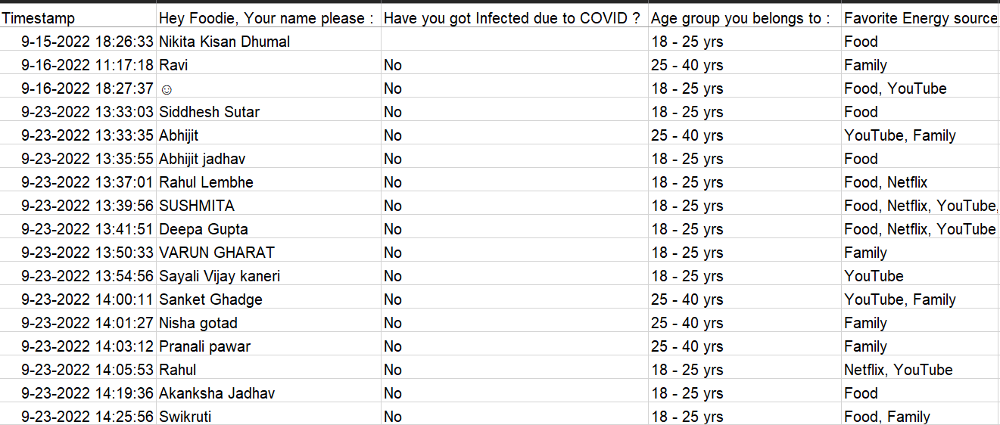 Timestamp Hey Foodie, Your name please : Have you got Infected due to COVID ? Age group you belongs to : Favorite Energy source
9-15-2022 18:26:33 Nikita Kisan Dhumal 18 - 25 yrs Food
9-16-2022 11:17:18 Ravi No 25 - 40 yrs Family
9-16-2022 18:27:37 ☺ No 18 - 25 yrs Food, YouTube
9-23-2022 13:33:03 Siddhesh Sutar No 18 - 25 yrs Food
9-23-2022 13:33:35 Abhijit No 25 - 40 yrs YouTube, Family
9-23-2022 13:35:55 Abhijit jadhav No 18 - 25 yrs Food
9-23-2022 13:37:01 Rahul Lembhe No 18 - 25 yrs Food, Netflix
9-23-2022 13:39:56 SUSHMITA No 18 - 25 yrs Food, Netflix, YouTube,
9-23-2022 13:41:51 Deepa Gupta No 18 - 25 yrs Food, Netflix, YouTube
9-23-2022 13:50:33 VARUN GHARAT No 18 - 25 yrs Family
9-23-2022 13:54:56 Sayali Vijay kaneri No 18 - 25 yrs YouTube
9-23-2022 14:00:11 Sanket Ghadge No 25 - 40 yrs YouTube, Family
9-23-2022 14:01:27 Nisha gotad No 25 - 40 yrs Family
9-23-2022 14:03:12 Pranali pawar No 25 - 40 yrs Family
9-23-2022 14:05:53 Rahul No 18 - 25 yrs Netflix, YouTube
9-23-2022 14:19:36 Akanksha Jadhav No 18 - 25 yrs Food
9-23-2022 14:25:56 Swikruti No 18 - 25 yrs Food, Family